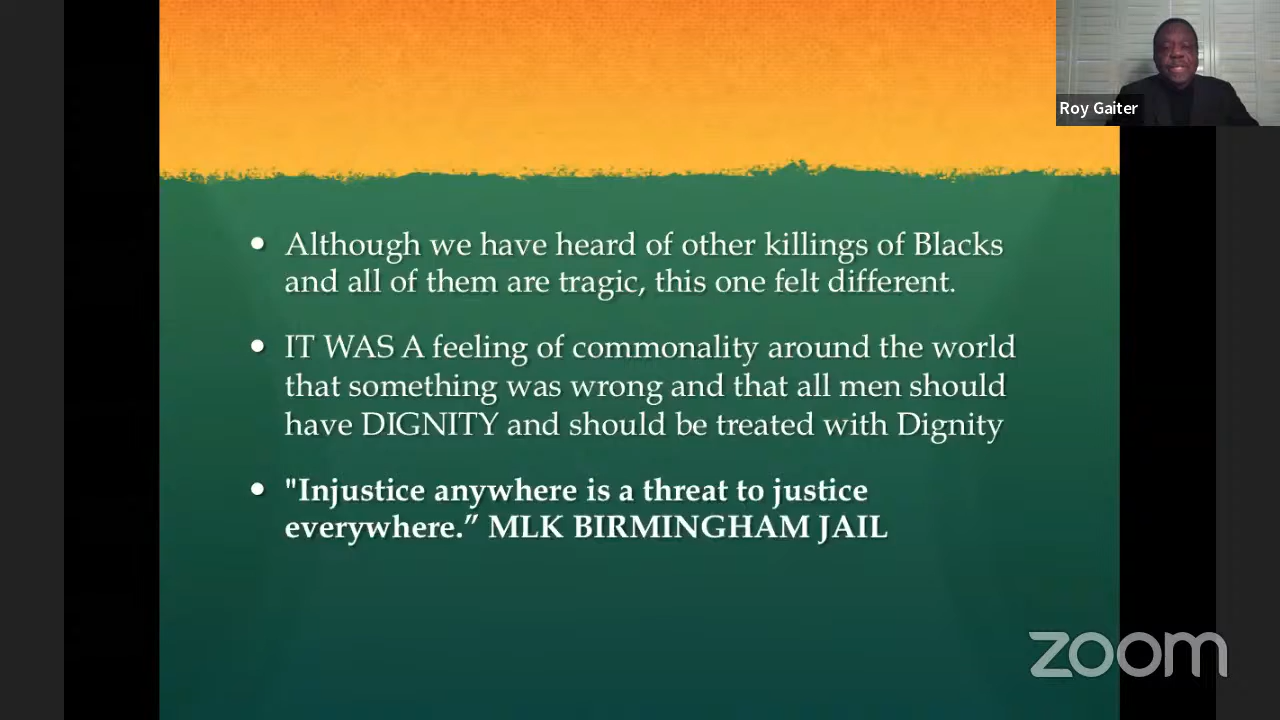 Roy Gaiter
• Although we have heard of other killings of Blacks
and all of them are tragic, this one felt different.
• IT WAS A feeling of commonality around the world
that something was wrong and that all men should
have DIGNITY and should be treated with Dignity
• "Injustice anywhere is a threat to justice
everywhere.” MLK BIRMINGHAM JAIL
zoom